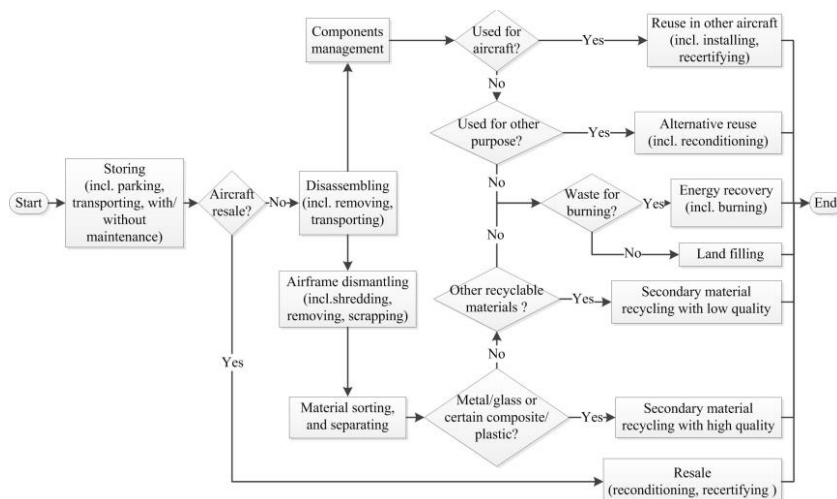 Components
management
Used for
aircraft?
Yes
Reuse in other aircraft
(incl. installing,
recertifying)
No
Used for other
purpose?
Yes
Alternative reuse
(incl. reconditioning)
Start
Storing
(incl. parking,
transporting, with/
without
maintenance)
Aircraft
resale?
No
Disassembling
(incl. removing,
transporting)
No
Waste for
burning?
Yes
Energy recovery
(incl. burning)
End
No
Land filling
No
Airframe dismantling
(incl.shredding,
removing, scrapping)
Other recyclable
materials ?
Yes
Secondary material
recycling with low quality
Yes
No
Material sorting,
and separating
Metal/glass or
certain composite/
plastic?
Yes
Secondary material
recycling with high quality
Resale
(reconditioning, recertifying )